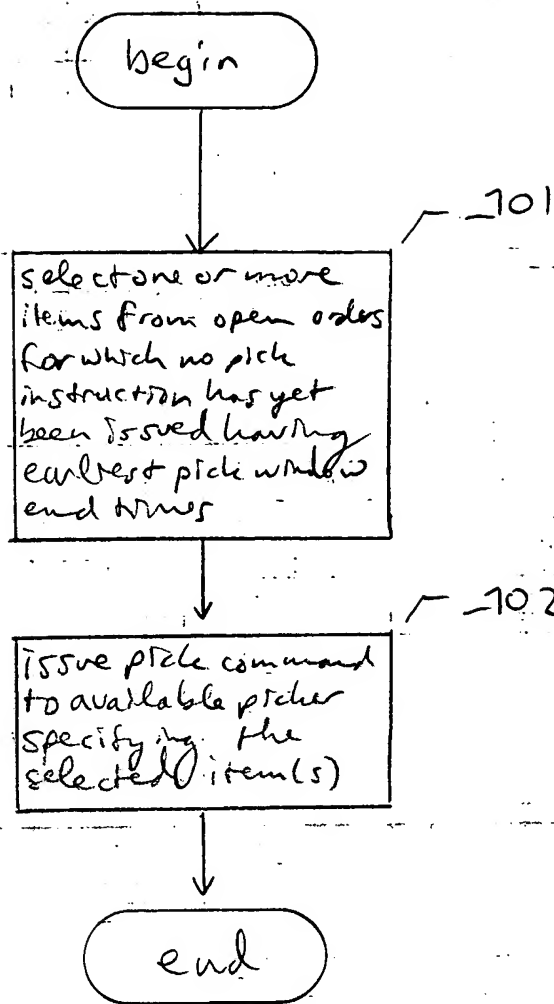 begin
101
select one or more
items from open orders
for which no pick
instruction has yet
been issued having
earliest pick window
end times
102
issue pick command
to available picker
specifying the
selected item(s)
end